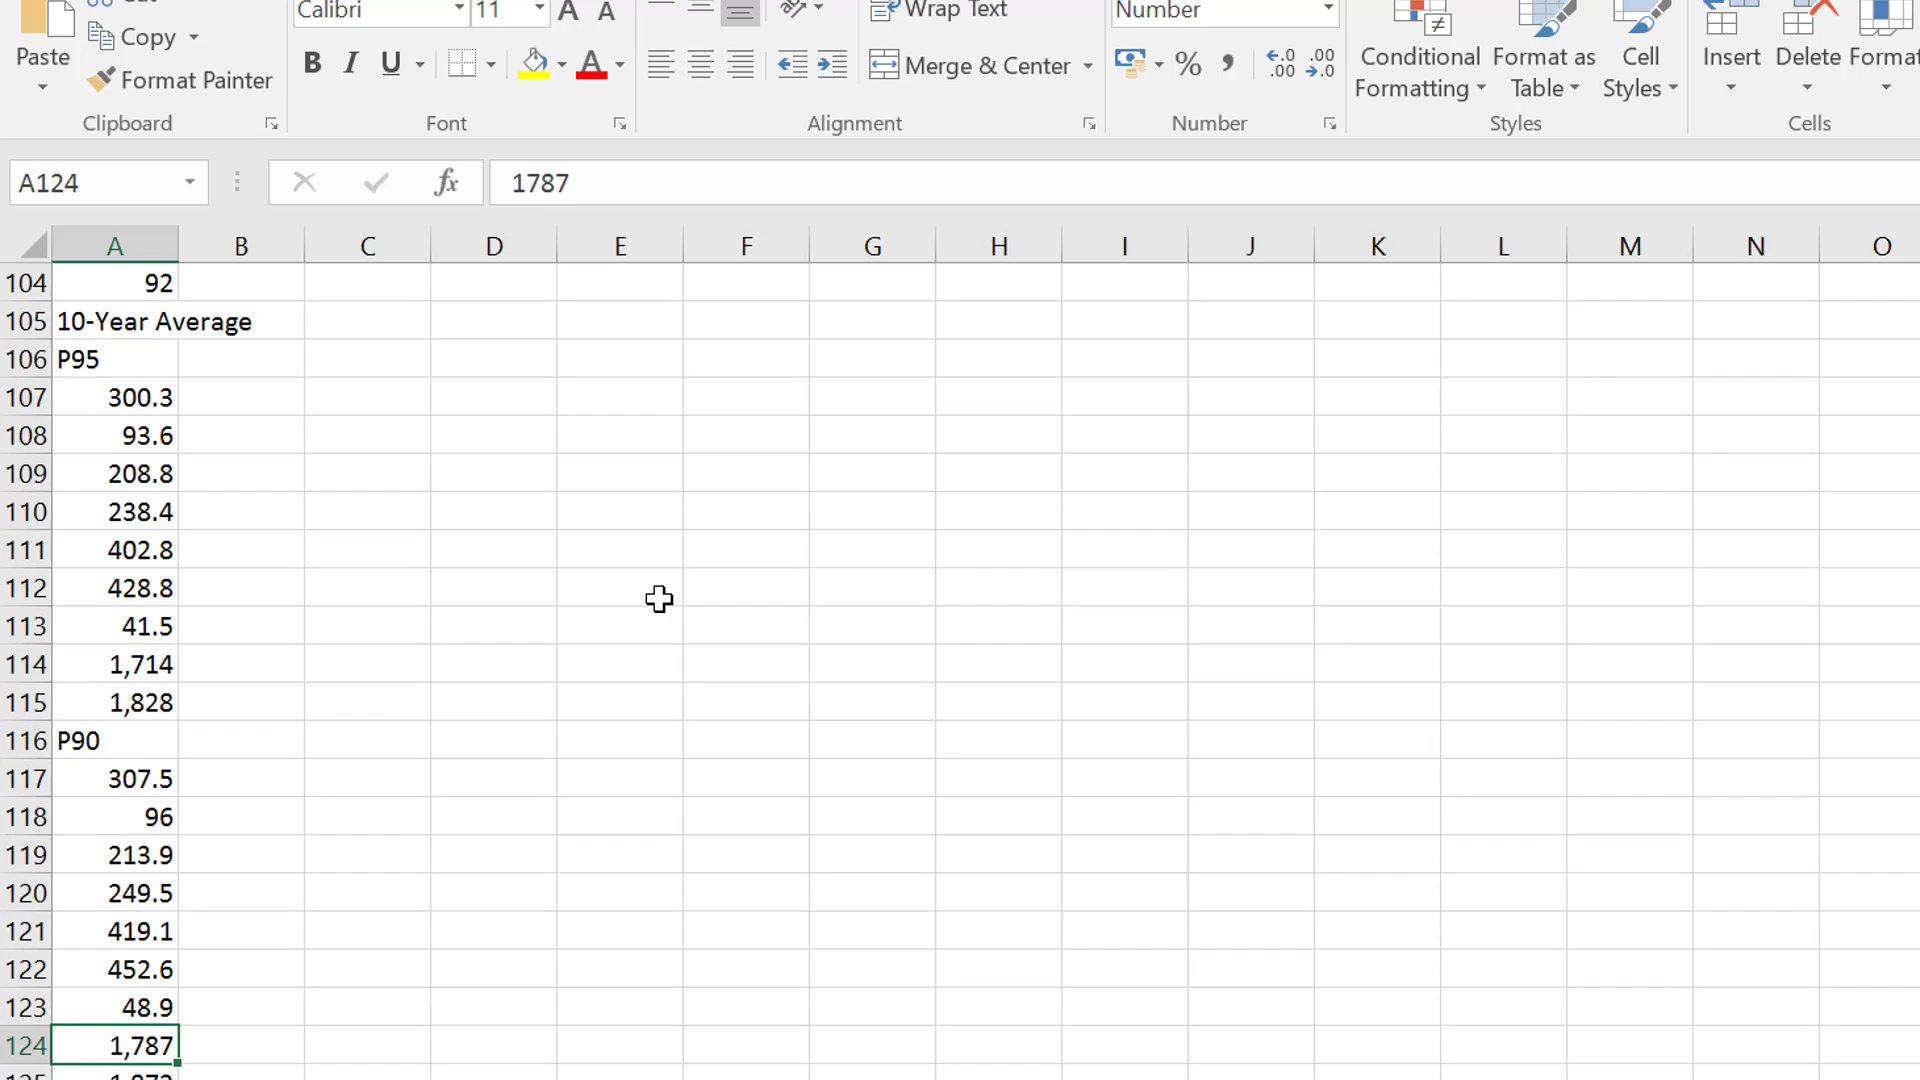 Calibri 11 Wrap Text Number
Paste Copy Conditional Format as Cell Insert Delete Format
Format Painter B I U Merge & Center % Formatting Table Styles
Clipboard Font Alignment Number Styles Cells
A124 fx 1787
A B C D E F G H I J K L M N O
104 92
105 10-Year Average
106 P95
107 300.3
108 93.6
109 208.8
110 238.4
111 402.8
112 428.8
113 41.5
114 1,714
115 1,828
116 P90
117 307.5
118 96
119 213.9
120 249.5
121 419.1
122 452.6
123 48.9
124 1,787